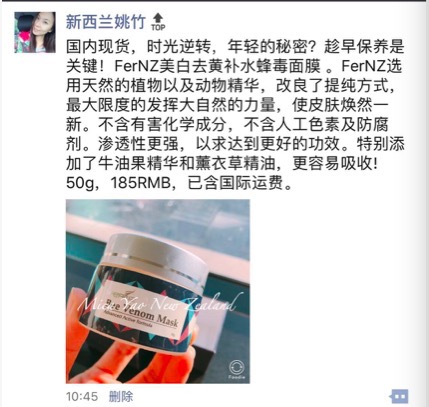 新西兰姚竹 TOP
国内现货，时光逆转，年轻的秘密？趁早保养是
关键！FerNZ美白去黄补水蜂毒面膜 。FerNZ选
用天然的植物以及动物精华，改良了提纯方式，
最大限度的发挥大自然的力量，使皮肤焕然一
新。不含有害化学成分，不含人工色素及防腐
剂。渗透性更强，以求达到更好的功效。特别添
加了牛油果精华和薰衣草精油，更容易吸收!
50g，185RMB，已含国际运费。
Mick Yao New Zealand
Bee Venom Mask
Advanced Active Formula
Foodie
10:45 删除